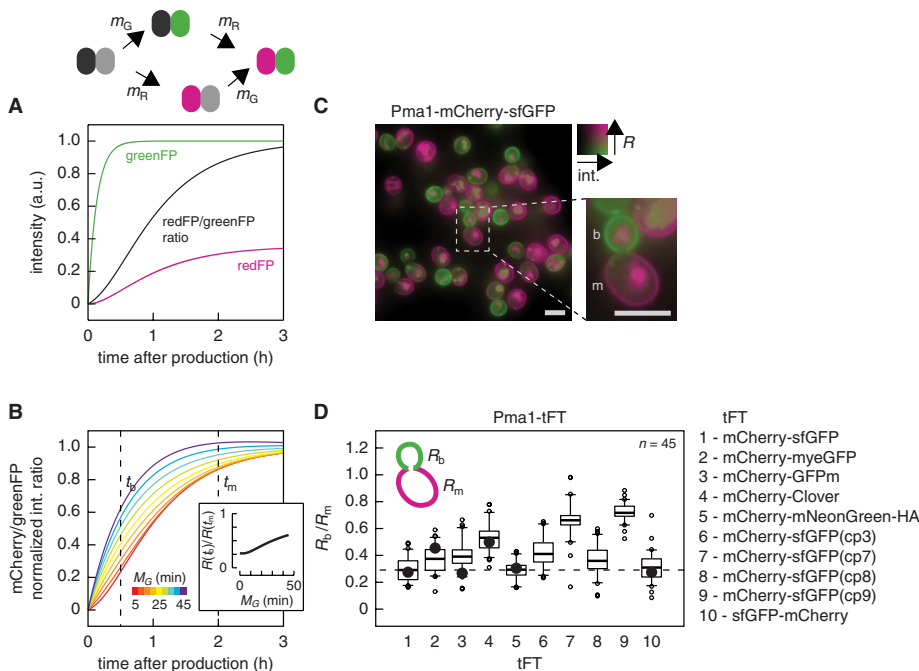 mG
mR
mR
mG
A
intensity (a.u.)
1.0
0.8
0.6
0.4
0.2
0
greenFP
redFP/greenFP
ratio
redFP
0 1 2 3
time after production (h)
B
mCherry/greenFP
normalized int. ratio
1.0
0.8
0.6
0.4
0.2
0
tb
tm
MG (min)
5 25 45
R(tb)/R(tm)
1
0
0 50
MG (min)
0 1 2 3
time after production (h)
C
Pma1-mCherry-sfGFP
R
int.
b
m
D
Pma1-tFT
n = 45
Rb/Rm
1.2
1.0
0.8
0.6
0.4
0.2
0
Rb
Rm
1 2 3 4 5 6 7 8 9 10
tFT
tFT
1 - mCherry-sfGFP
2 - mCherry-myeGFP
3 - mCherry-GFPm
4 - mCherry-Clover
5 - mCherry-mNeonGreen-HA
6 - mCherry-sfGFP(cp3)
7 - mCherry-sfGFP(cp7)
8 - mCherry-sfGFP(cp8)
9 - mCherry-sfGFP(cp9)
10 - sfGFP-mCherry